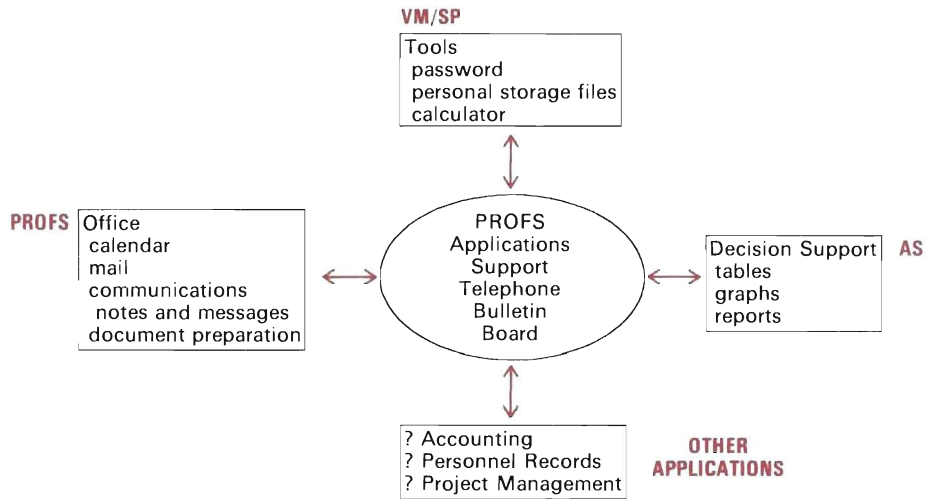 VM/SP
Tools
password
personal storage files
calculator
PROFS
Office
calendar
mail
communications
notes and messages
document preparation
PROFS
Applications
Support
Telephone
Bulletin
Board
Decision Support
tables
graphs
reports
AS
? Accounting
? Personnel Records
? Project Management
OTHER
APPLICATIONS